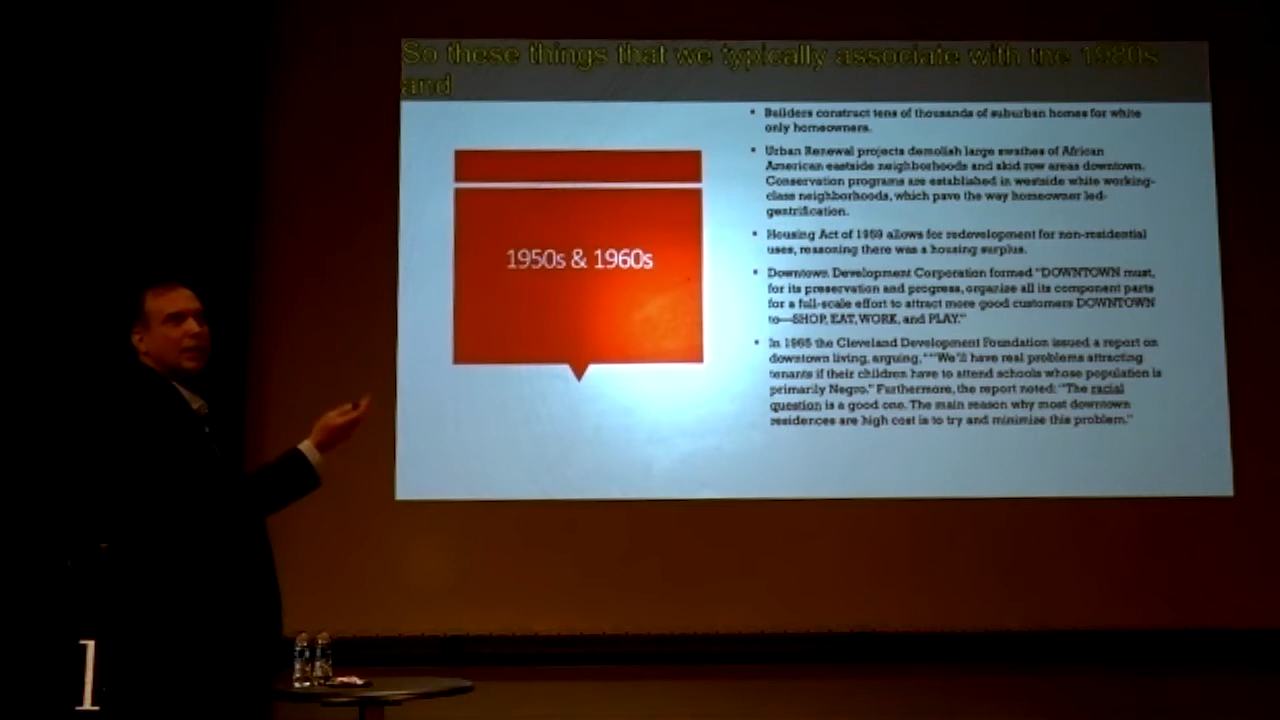 So these things that we typically associate with the 1980s
and
1950s & 1960s
• Builders construct tens of thousands of suburban homes for white
only homeowners.
• Urban Renewal projects demolish large swathes of African
American eastside neighborhoods and skid row areas downtown.
Conservation programs are established in westside white working-
class neighborhoods, which pave the way homeowner led-
gentrification.
• Housing Act of 1959 allows for redevelopment for non-residential
uses, reasoning there was a housing surplus.
• Downtown Development Corporation formed "DOWNTOWN must,
for its preservation and progress, organize all its component parts
for a full-scale effort to attract more good customers DOWNTOWN
to—SHOP, EAT, WORK, and PLAY."
• In 1965 the Cleveland Development Foundation issued a report on
downtown living, arguing, ""We'll have real problems attracting
tenants if their children have to attend schools whose population is
primarily Negro." Furthermore, the report noted: "The racial
question is a good one. The main reason why most downtown
residences are high cost is to try and minimize this problem."
1